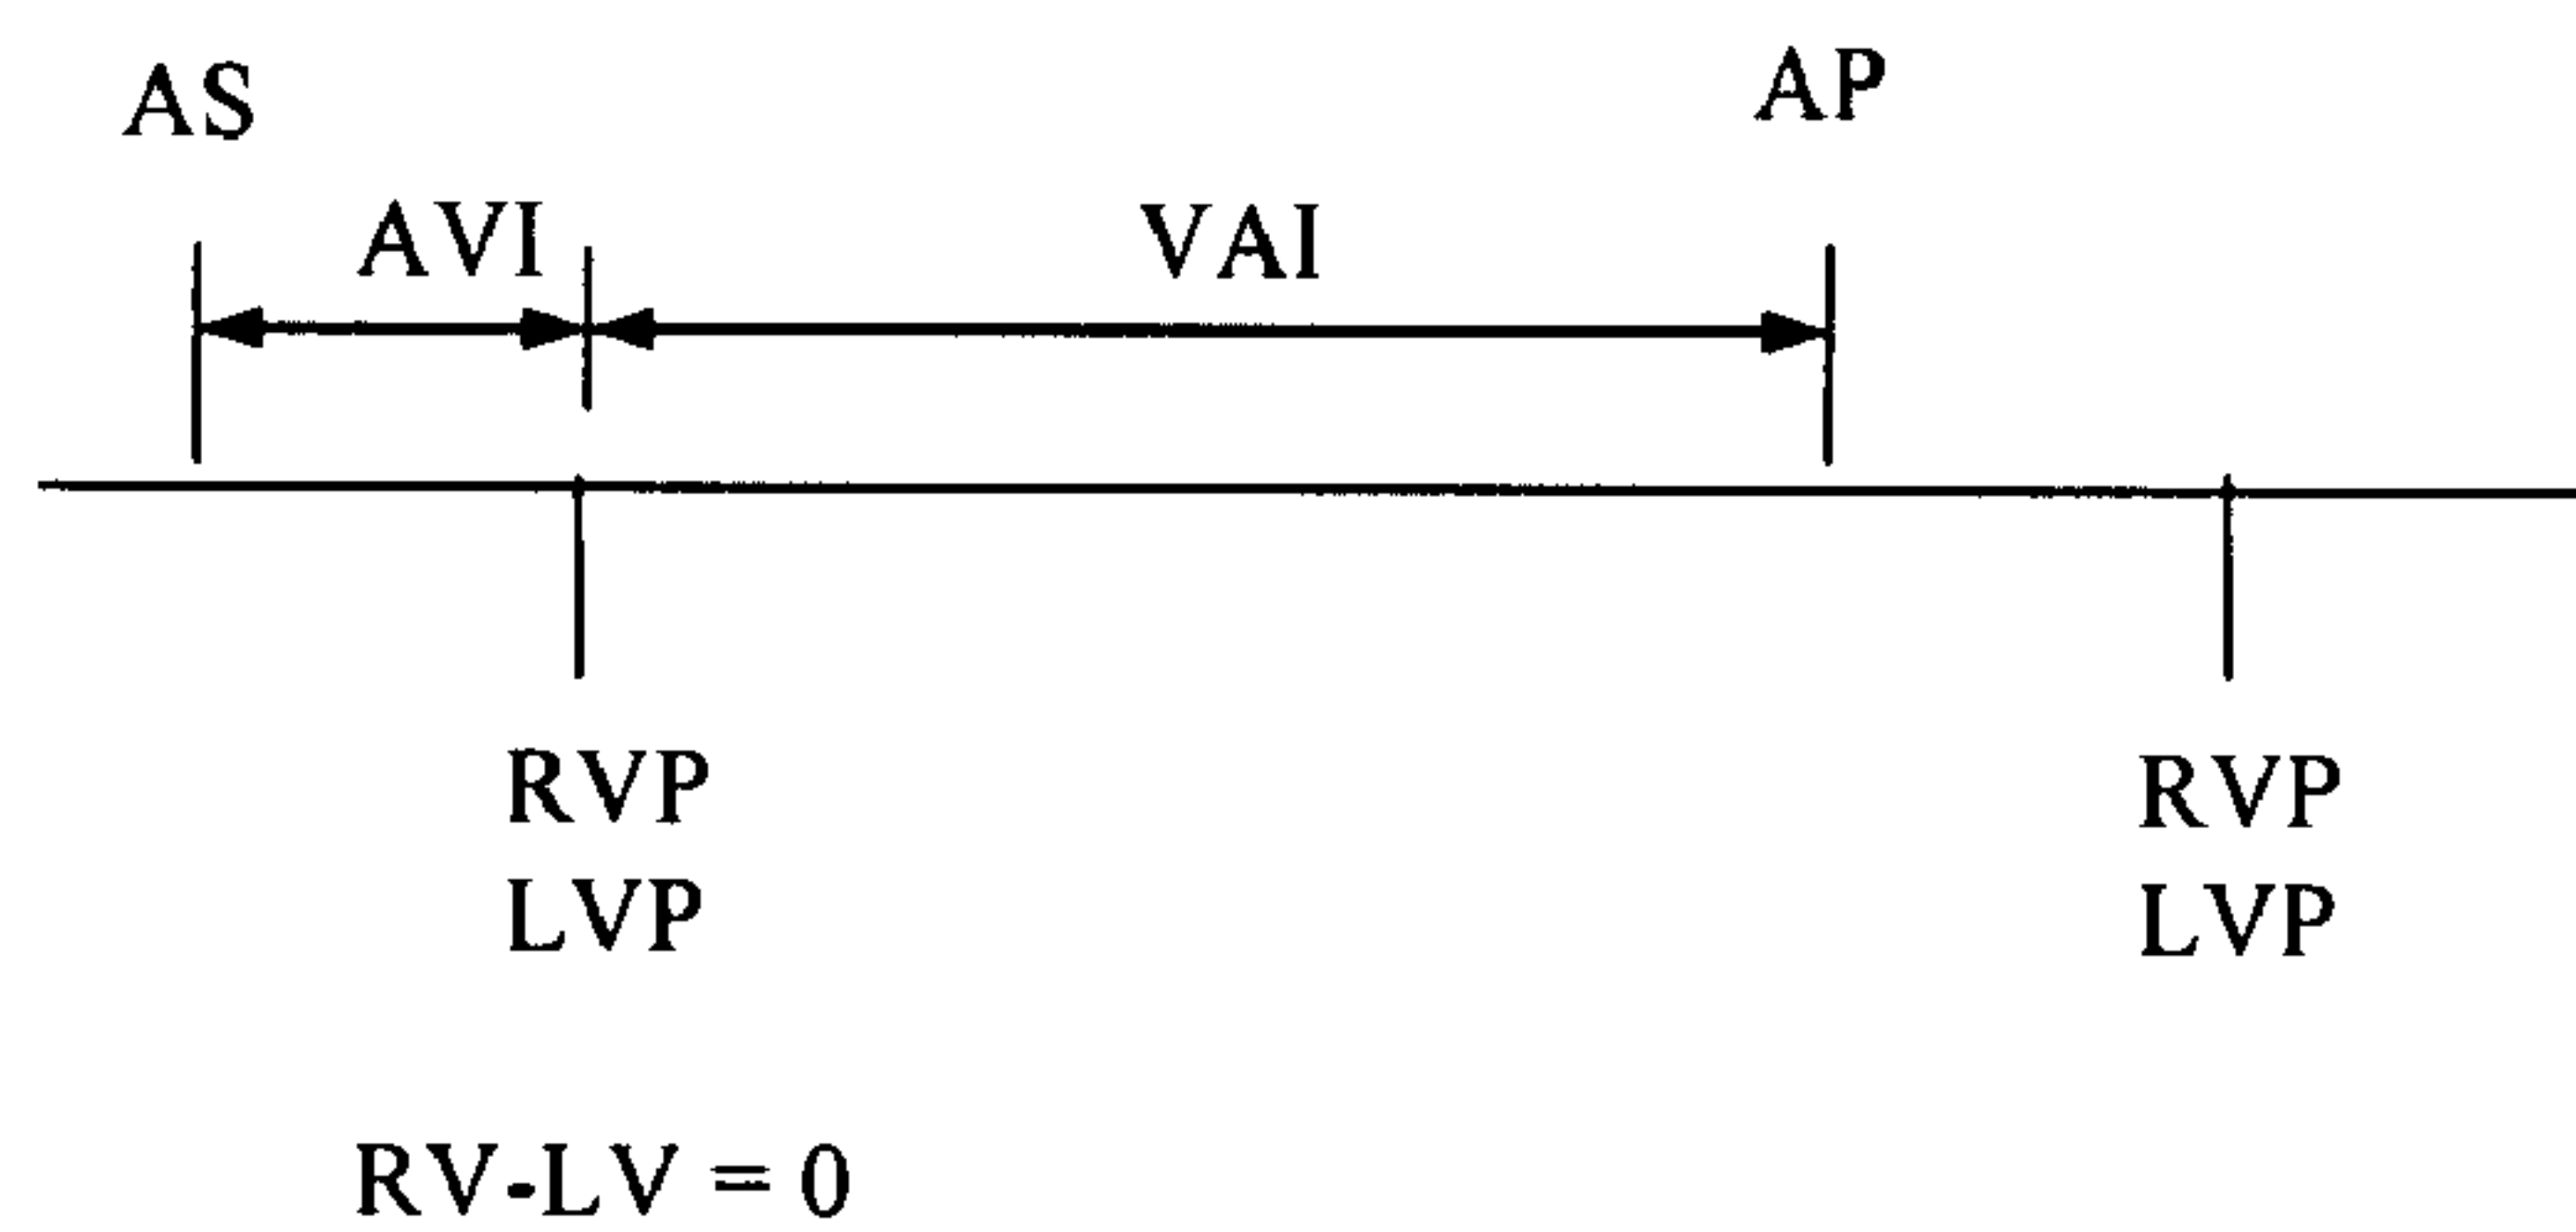 AS AP
AVI VAI
RVP RVP
LVP LVP
RV-LV = 0